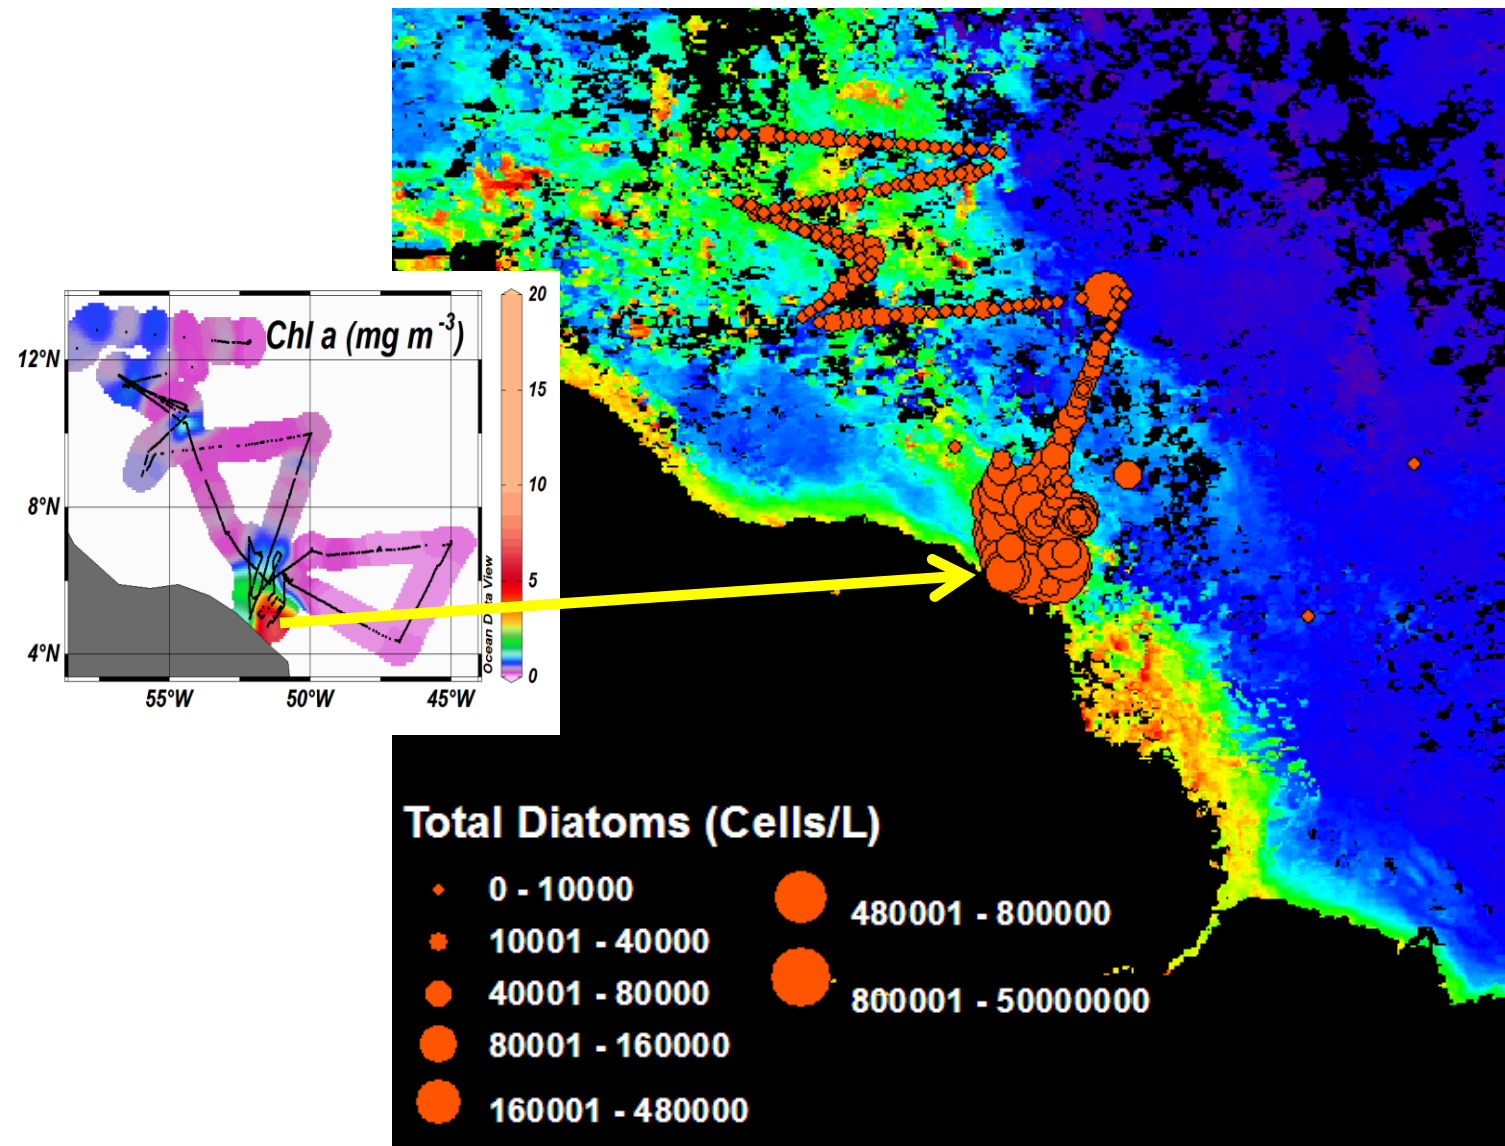 Chl a (mg m -3)
20
15
10
5
0
12°N
8°N
4°N
55°W
50°W
45°W
Ocean Data View
Total Diatoms (Cells/L)
0 - 10000
10001 - 40000
40001 - 80000
80001 - 160000
160001 - 480000
480001 - 800000
800001 - 50000000